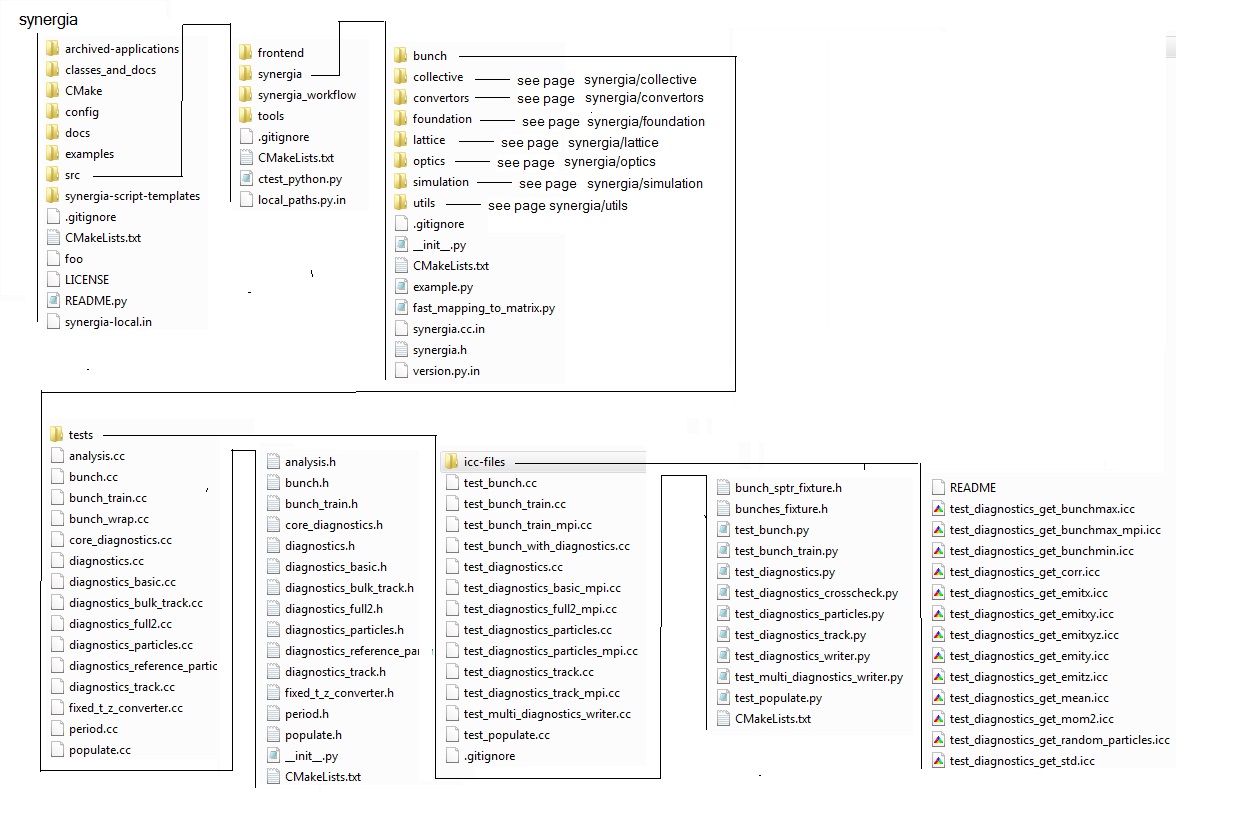 synergia
archived-applications
classes_and_docs
CMake
config
docs
examples
src
synergia-script-templates
.gitignore
CMakeLists.txt
foo
LICENSE
README.py
synergia-local.in
frontend
synergia
synergia_workflow
tools
.gitignore
CMakeLists.txt
ctest_python.py
local_paths.py.in
bunch
collective see page synergia/collective
convertors see page synergia/convertors
foundation see page synergia/foundation
lattice see page synergia/lattice
optics see page synergia/optics
simulation see page synergia/simulation
utils see page synergia/utils
.gitignore
__init__.py
CMakeLists.txt
example.py
fast_mapping_to_matrix.py
synergia.cc.in
synergia.h
version.py.in
tests
analysis.cc
bunch.cc
bunch_train.cc
bunch_wrap.cc
core_diagnostics.cc
diagnostics.cc
diagnostics_basic.cc
diagnostics_bulk_track.cc
diagnostics_full2.cc
diagnostics_particles.cc
diagnostics_reference_partic
diagnostics_track.cc
fixed_t_z_converter.cc
period.cc
populate.cc
analysis.h
bunch.h
bunch_train.h
core_diagnostics.h
diagnostics.h
diagnostics_basic.h
diagnostics_bulk_track.h
diagnostics_full2.h
diagnostics_particles.h
diagnostics_reference_par
diagnostics_track.h
fixed_t_z_converter.h
period.h
populate.h
__init__.py
CMakeLists.txt
icc-files
test_bunch.cc
test_bunch_train.cc
test_bunch_train_mpi.cc
test_bunch_with_diagnostics.cc
test_diagnostics.cc
test_diagnostics_basic_mpi.cc
test_diagnostics_full2_mpi.cc
test_diagnostics_particles.cc
test_diagnostics_particles_mpi.cc
test_diagnostics_track.cc
test_diagnostics_track_mpi.cc
test_multi_diagnostics_writer.cc
test_populate.cc
.gitignore
bunch_sptr_fixture.h
bunches_fixture.h
test_bunch.py
test_bunch_train.py
test_diagnostics.py
test_diagnostics_crosscheck.py
test_diagnostics_particles.py
test_diagnostics_track.py
test_diagnostics_writer.py
test_multi_diagnostics_writer.py
test_populate.py
CMakeLists.txt
README
test_diagnostics_get_bunchmax.icc
test_diagnostics_get_bunchmax_mpi.icc
test_diagnostics_get_bunchmin.icc
test_diagnostics_get_corr.icc
test_diagnostics_get_emitx.icc
test_diagnostics_get_emitxy.icc
test_diagnostics_get_emitxyz.icc
test_diagnostics_get_emity.icc
test_diagnostics_get_emitz.icc
test_diagnostics_get_mean.icc
test_diagnostics_get_mom2.icc
test_diagnostics_get_random_particles.icc
test_diagnostics_get_std.icc